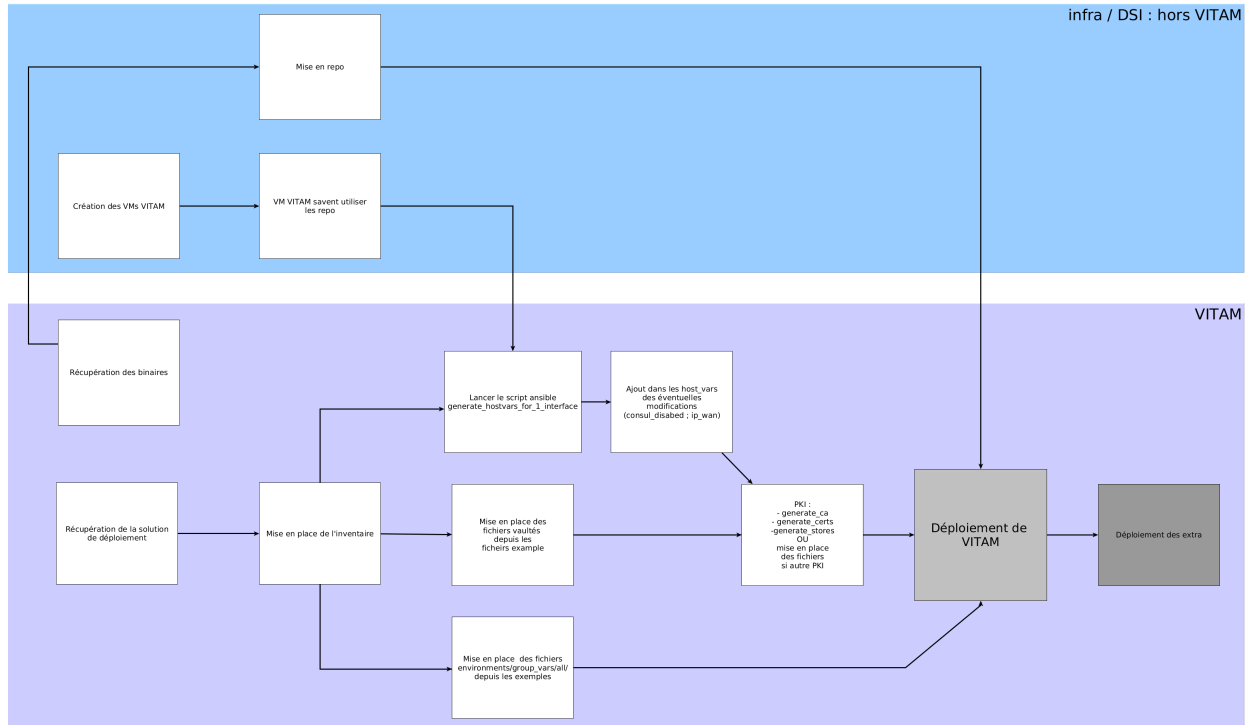 infra / DSI : hors VITAM
Mise en repo
Création des VMs VITAM
VM VITAM savent utiliser
les repo
VITAM
Récupération des binaires
Lancer le script ansible
generate_hostvars_for_1_interface
Ajout dans les host_vars
des éventuelles
modifications
(consul_disabed ; ip_wan)
Récupération de la solution
de déploiement
Mise en place de l'inventaire
Mise en place des
fichiers vaultés
depuis les
ficheirs example
PKI :
- generate_ca
- generate_certs
-generate_stores
OU
mise en place
des fichiers
si autre PKI
Déploiement de
VITAM
Déploiement des extra
Mise en place  des fichiers
environments/group_vars/all/
depuis les exemples